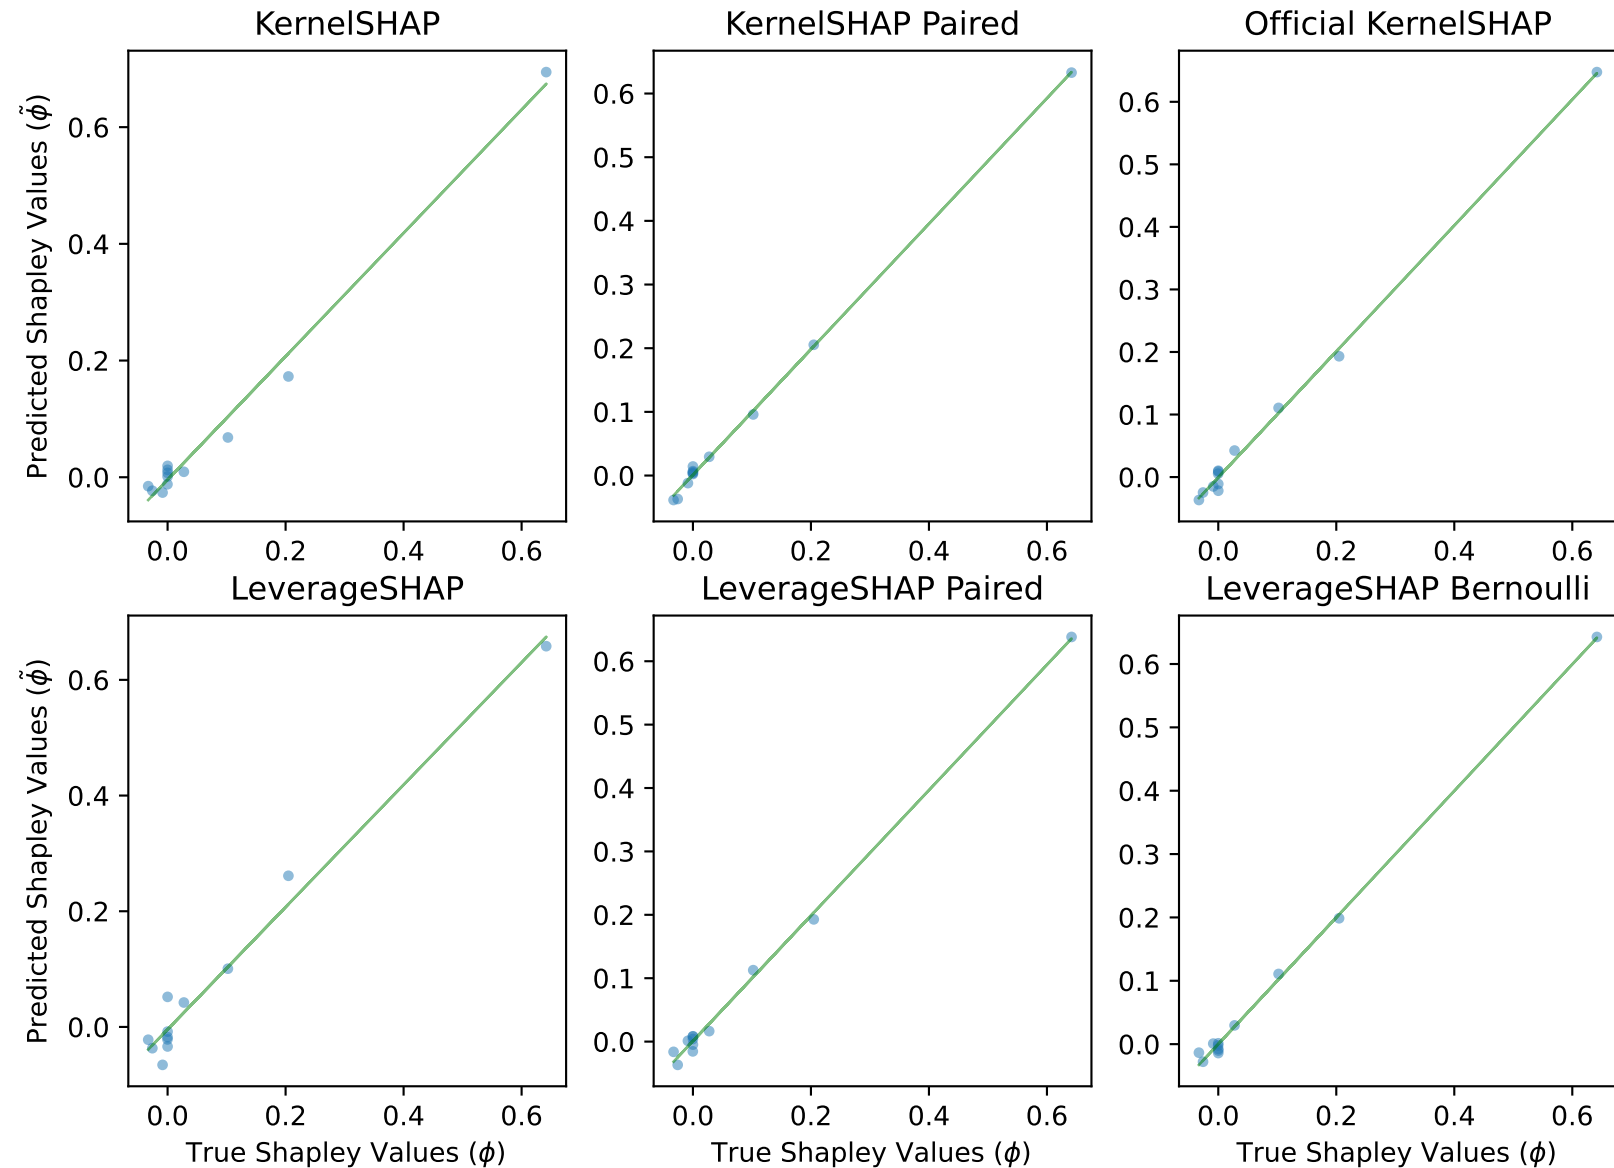 KernelSHAP
KernelSHAP Paired
Official KernelSHAP
Predicted Shapley Values (ϕ̃)
0.6
0.4
0.2
0.0
0.0 0.2 0.4 0.6
0.6
0.5
0.4
0.3
0.2
0.1
0.0
0.0 0.2 0.4 0.6
0.6
0.5
0.4
0.3
0.2
0.1
0.0
0.0 0.2 0.4 0.6
LeverageSHAP
LeverageSHAP Paired
LeverageSHAP Bernoulli
Predicted Shapley Values (ϕ̃)
0.6
0.4
0.2
0.0
0.0 0.2 0.4 0.6
True Shapley Values (ϕ)
0.6
0.5
0.4
0.3
0.2
0.1
0.0
0.0 0.2 0.4 0.6
True Shapley Values (ϕ)
0.6
0.5
0.4
0.3
0.2
0.1
0.0
0.0 0.2 0.4 0.6
True Shapley Values (ϕ)